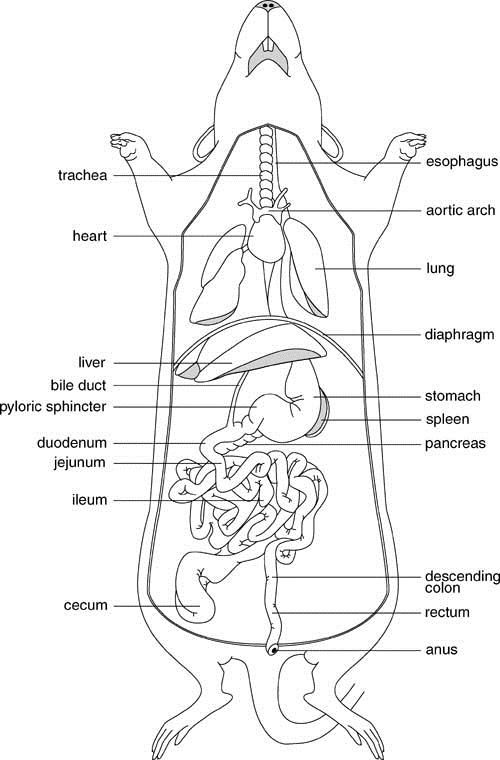 trachea
heart
liver
bile duct
pyloric sphincter
duodenum
jejunum
ileum
cecum
esophagus
aortic arch
lung
diaphragm
stomach
spleen
pancreas
descending
colon
rectum
anus